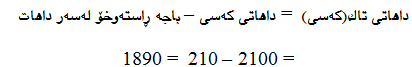 داهاتی تاك(كەسی) = داهاتی كەسی – باجە ڕاستەوخۆ لەسەر داهات
= 2100 – 210 = 1890